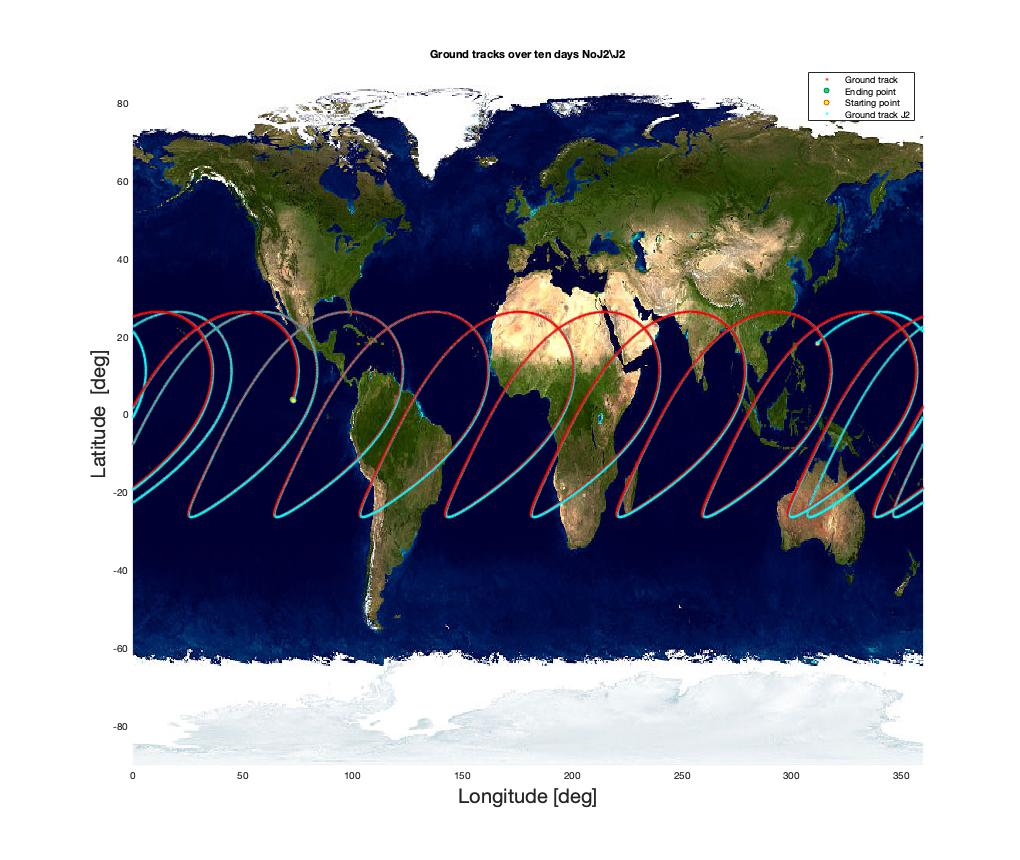 Ground tracks over ten days NoJ2\J2
Ground track
Ending point
Starting point
Ground track J2
80
60
40
20
0
-20
-40
-60
-80
Latitude [deg]
0 50 100 150 200 250 300 350
Longitude [deg]